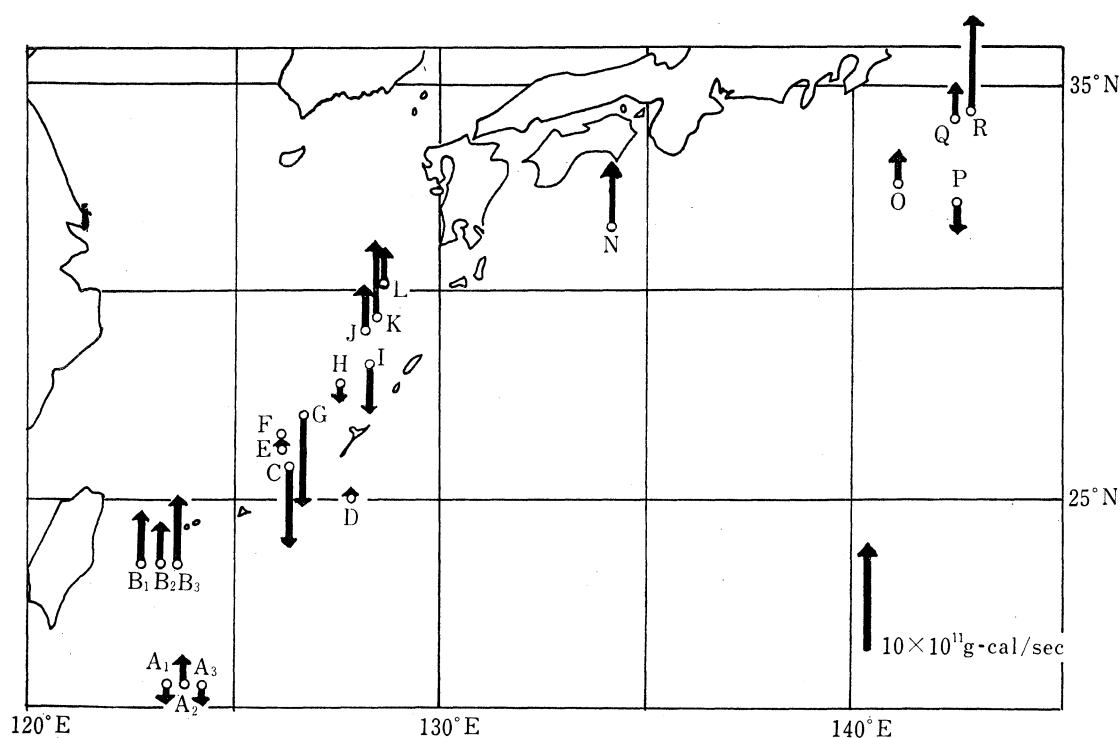 35°N
R
Q
P
O
N
L
K
J
I
H
G
F
E
C
D
25°N
B₁ B₂ B₃
10×10¹¹g-cal/sec
A₁ A₃
A₂
120°E 130°E 140°E